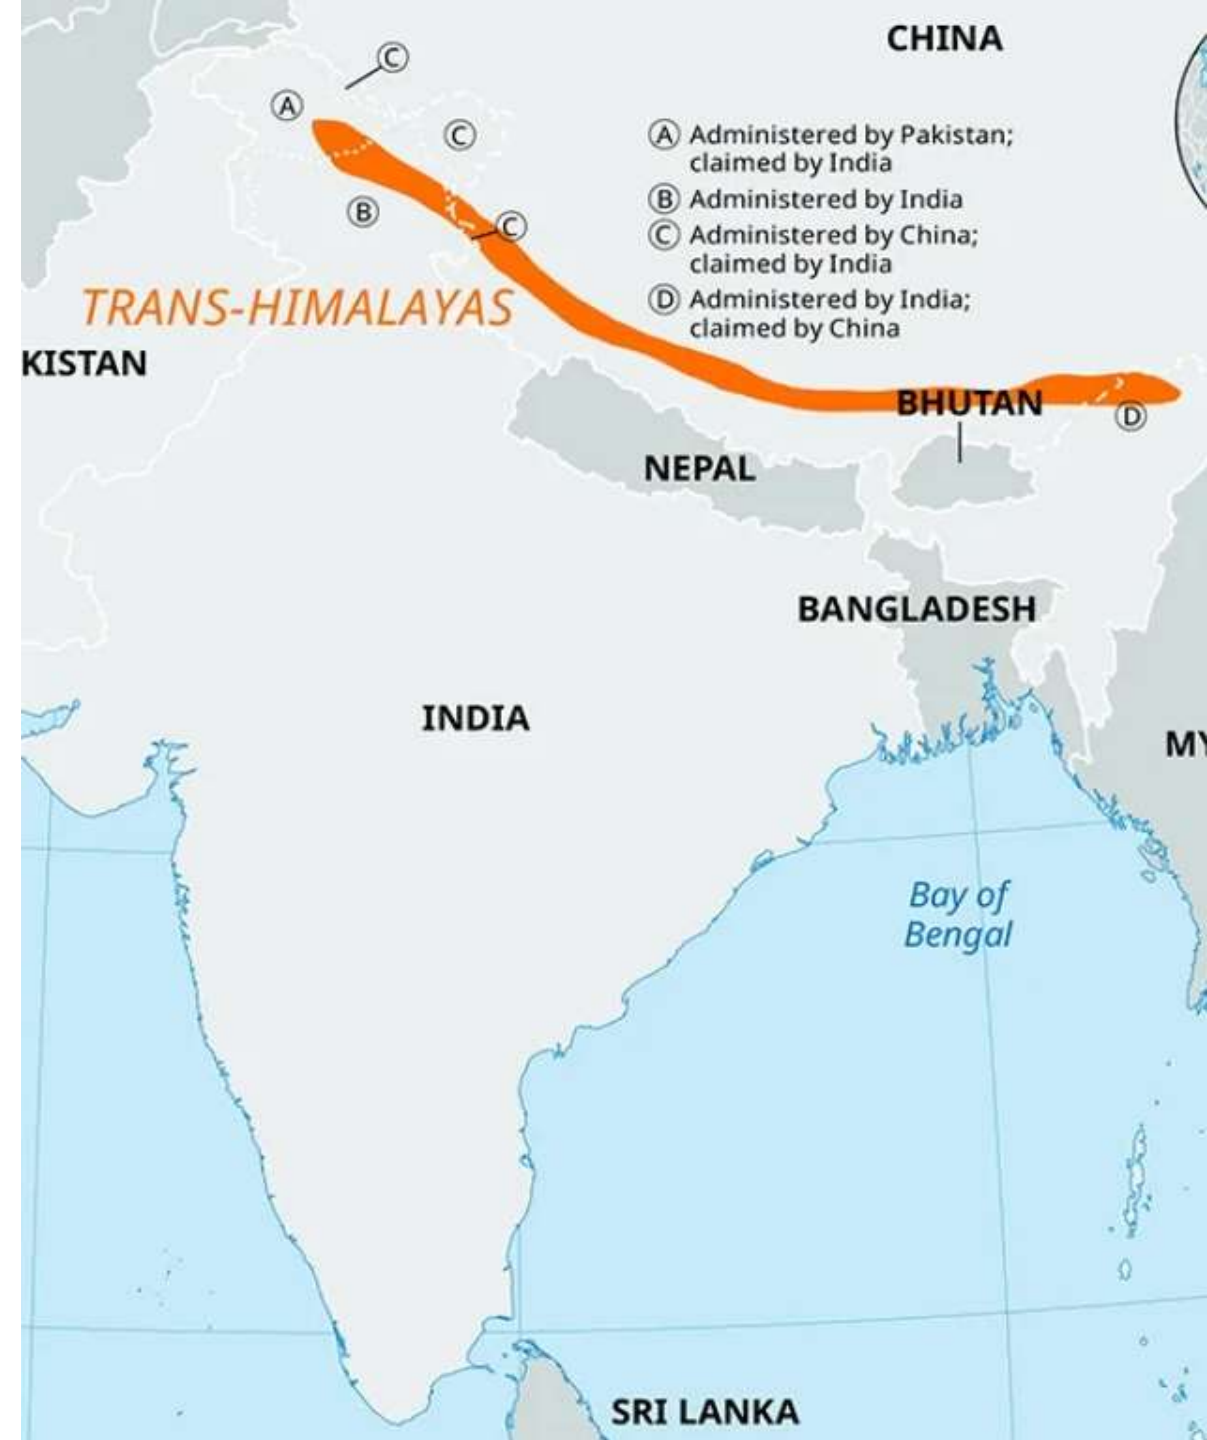 CHINA
Ⓒ
Ⓐ
Ⓒ
Ⓑ
Ⓒ
Ⓐ Administered by Pakistan;
claimed by India
Ⓑ Administered by India
Ⓒ Administered by China;
claimed by India
Ⓓ Administered by India;
claimed by China
TRANS-HIMALAYAS
KISTAN
BHUTAN
Ⓓ
NEPAL
BANGLADESH
INDIA
MY
Bay of
Bengal
SRI LANKA